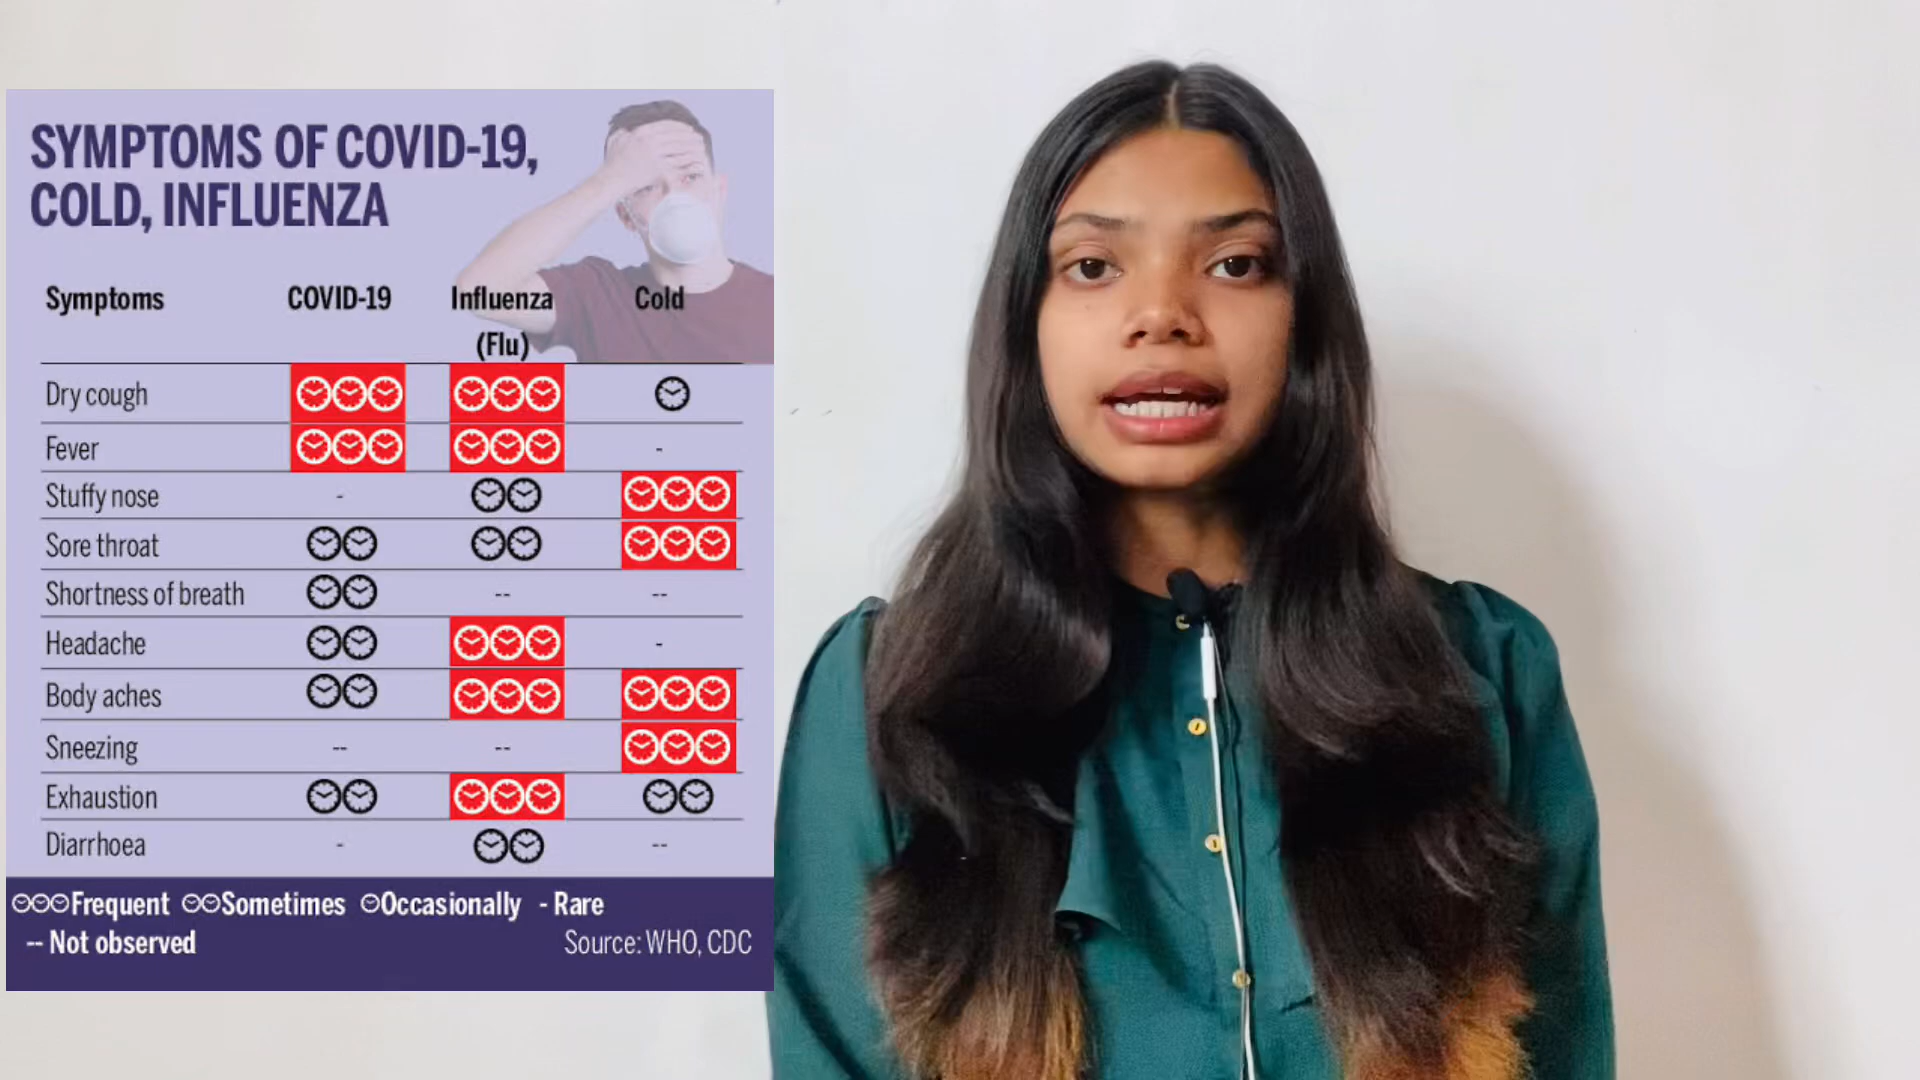 SYMPTOMS OF COVID-19,
COLD, INFLUENZA
Symptoms COVID-19 Influenza Cold
(Flu)
Dry cough
Fever -
Stuffy nose -
Sore throat
Shortness of breath -- --
Headache -
Body aches
Sneezing -- --
Exhaustion
Diarrhoea - --
Frequent Sometimes Occasionally - Rare
-- Not observed Source: WHO, CDC